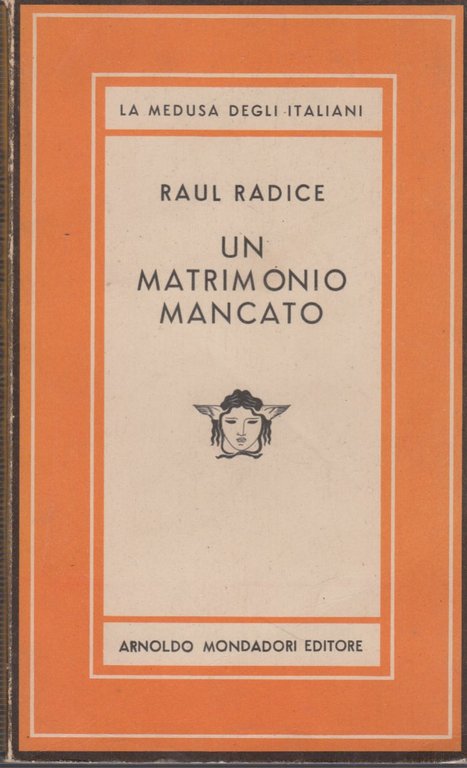 LA MEDUSA DEGLI ITALIANI
RAUL RADICE
UN
MATRIMONIO
MANCATO
ARNOLDO MONDADORI EDITORE